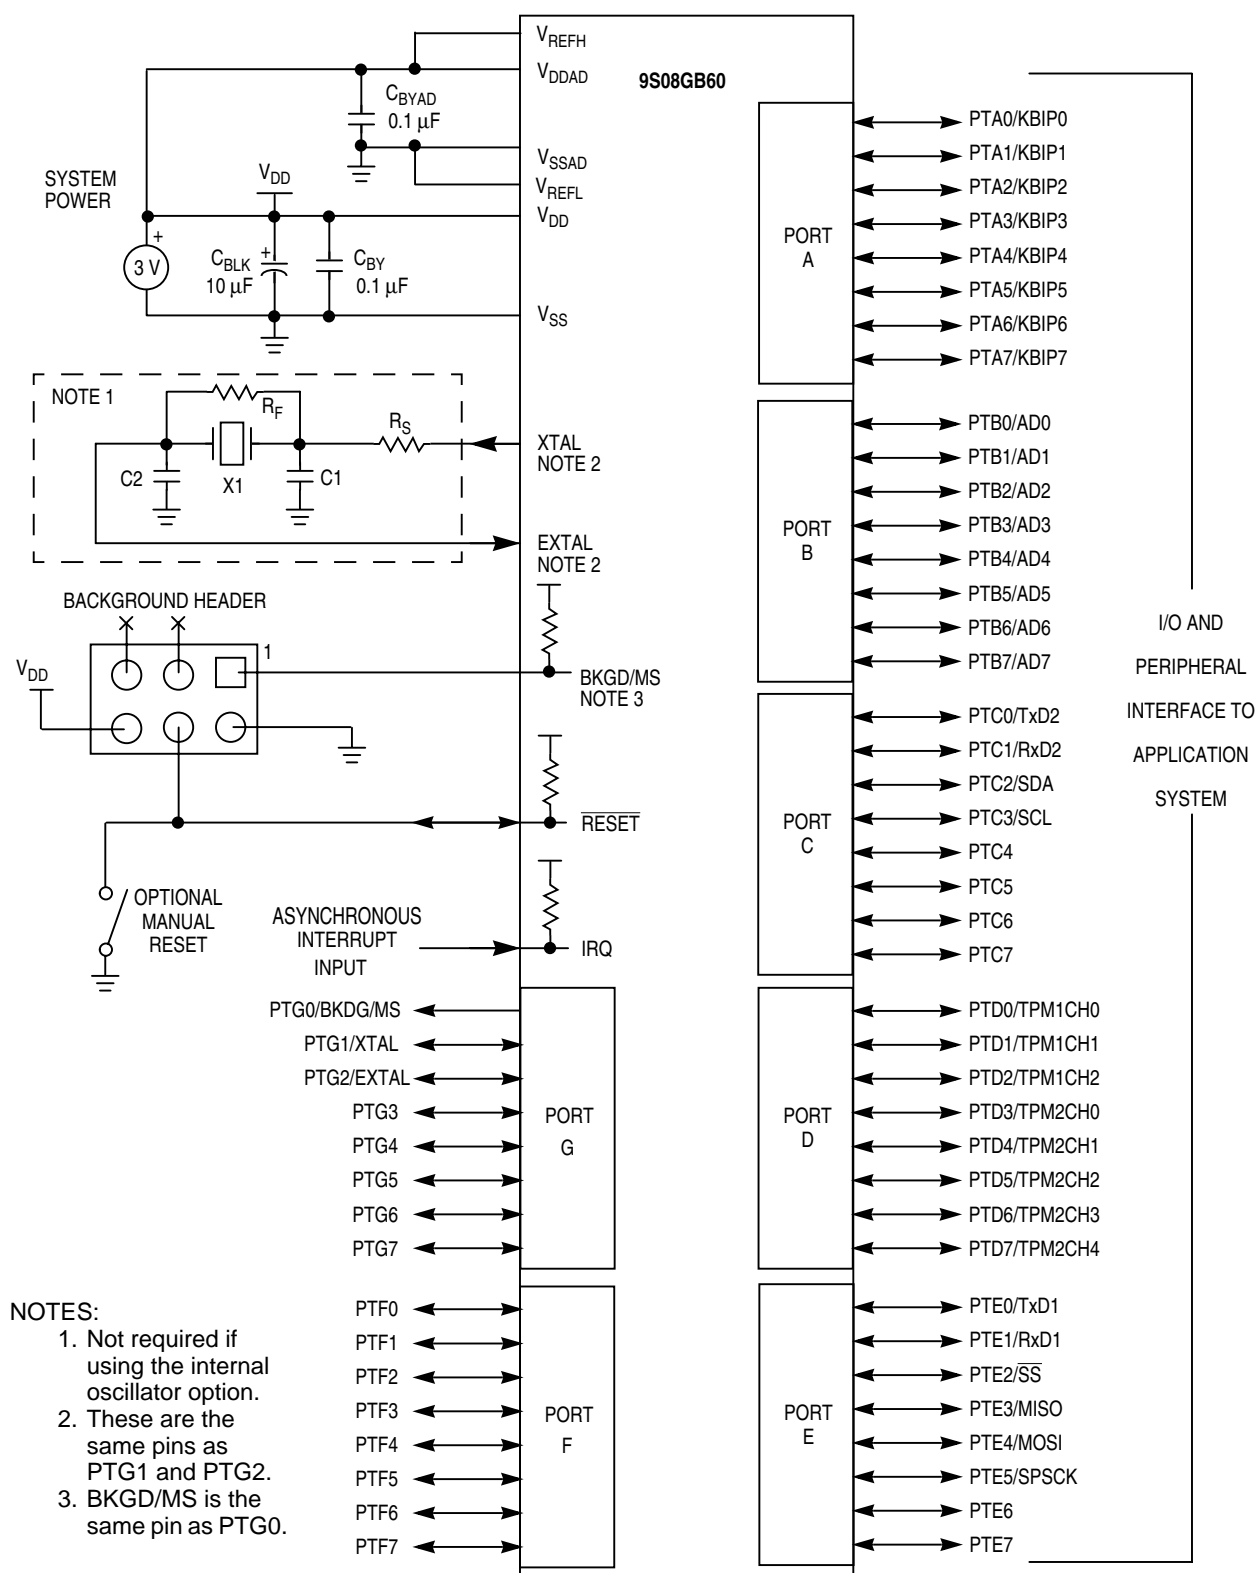 9S08GB60
VREFH
VDDAD
CBYAD
0.1 µF
VSSAD
VREFL
VDD
SYSTEM
POWER
VDD
+
3 V
CBLK
+
10 µF
CBY
0.1 µF
VSS
NOTE 1
RF
RS
C2
X1
C1
XTAL
NOTE 2
EXTAL
NOTE 2
BACKGROUND HEADER
1
VDD
BKGD/MS
NOTE 3
RESET
OPTIONAL
MANUAL
RESET
ASYNCHRONOUS
INTERRUPT
INPUT
IRQ
PTG0/BKDG/MS
PTG1/XTAL
PTG2/EXTAL
PTG3
PTG4
PTG5
PTG6
PTG7
PORT
G
PTF0
PTF1
PTF2
PTF3
PTF4
PTF5
PTF6
PTF7
PORT
F
NOTES:
1. Not required if
using the internal
oscillator option.
2. These are the
same pins as
PTG1 and PTG2.
3. BKGD/MS is the
same pin as PTG0.
PORT
A
PTA0/KBIP0
PTA1/KBIP1
PTA2/KBIP2
PTA3/KBIP3
PTA4/KBIP4
PTA5/KBIP5
PTA6/KBIP6
PTA7/KBIP7
PORT
B
PTB0/AD0
PTB1/AD1
PTB2/AD2
PTB3/AD3
PTB4/AD4
PTB5/AD5
PTB6/AD6
PTB7/AD7
PORT
C
PTC0/TxD2
PTC1/RxD2
PTC2/SDA
PTC3/SCL
PTC4
PTC5
PTC6
PTC7
PORT
D
PTD0/TPM1CH0
PTD1/TPM1CH1
PTD2/TPM1CH2
PTD3/TPM2CH0
PTD4/TPM2CH1
PTD5/TPM2CH2
PTD6/TPM2CH3
PTD7/TPM2CH4
PORT
E
PTE0/TxD1
PTE1/RxD1
PTE2/SS
PTE3/MISO
PTE4/MOSI
PTE5/SPSCK
PTE6
PTE7
I/O AND
PERIPHERAL
INTERFACE TO
APPLICATION
SYSTEM